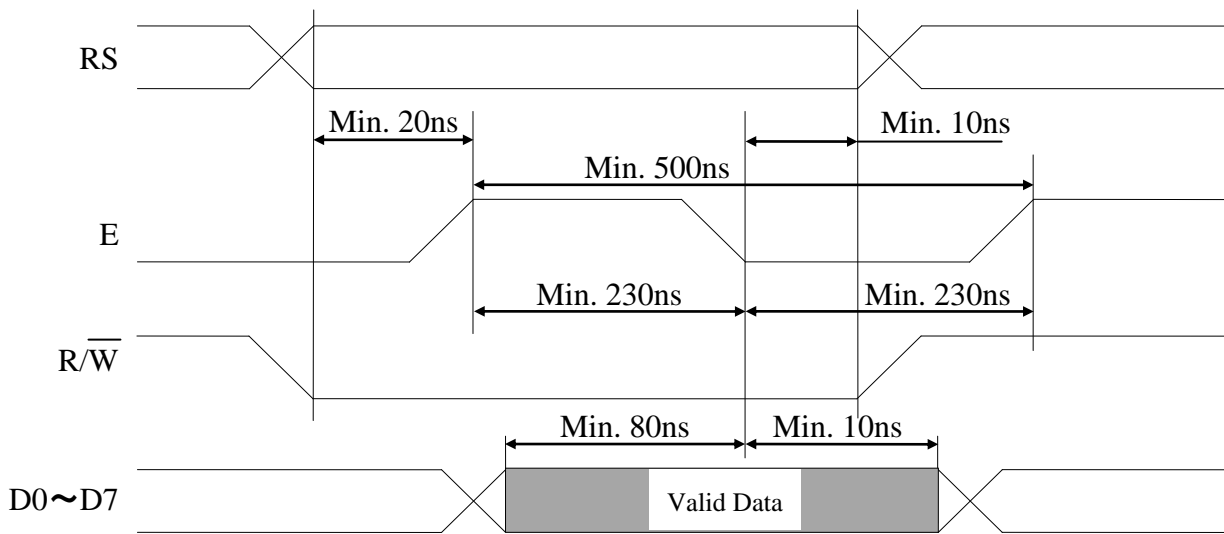 RS
Min. 20ns
Min. 10ns
Min. 500ns
E
Min. 230ns
Min. 230ns
R/W̅
Min. 80ns
Min. 10ns
D0～D7
Valid Data